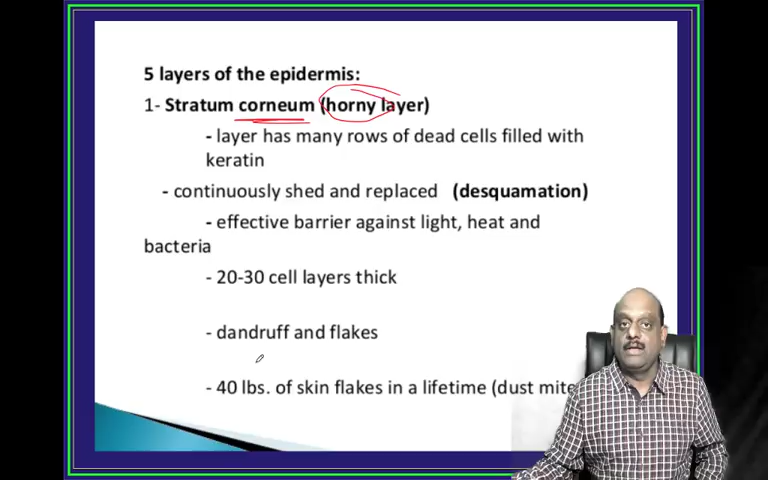 5 layers of the epidermis:
1- Stratum corneum (horny layer)
- layer has many rows of dead cells filled with
keratin
- continuously shed and replaced (desquamation)
- effective barrier against light, heat and
bacteria
- 20-30 cell layers thick
- dandruff and flakes
- 40 lbs. of skin flakes in a lifetime (dust mite